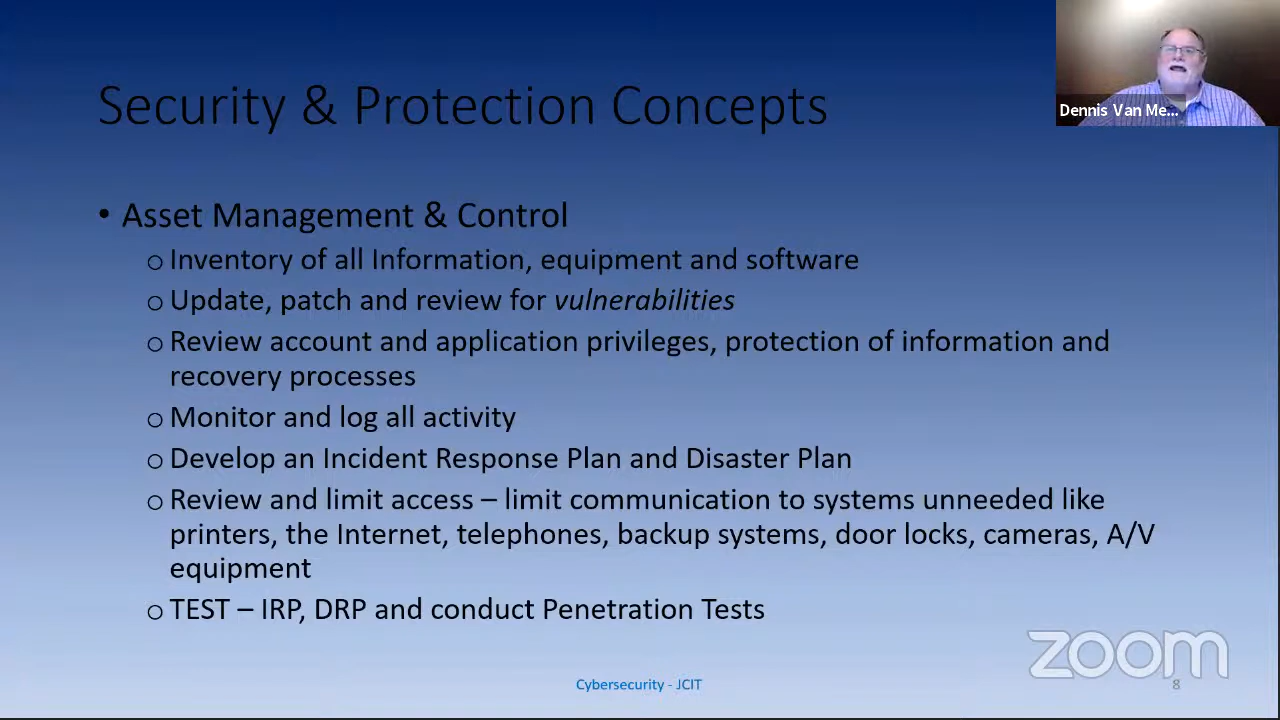 Security & Protection Concepts
Dennis Van Me...
• Asset Management & Control
o Inventory of all Information, equipment and software
o Update, patch and review for vulnerabilities
o Review account and application privileges, protection of information and
recovery processes
o Monitor and log all activity
o Develop an Incident Response Plan and Disaster Plan
o Review and limit access – limit communication to systems unneeded like
printers, the Internet, telephones, backup systems, door locks, cameras, A/V
equipment
o TEST – IRP, DRP and conduct Penetration Tests
zoom
Cybersecurity - JCIT
8